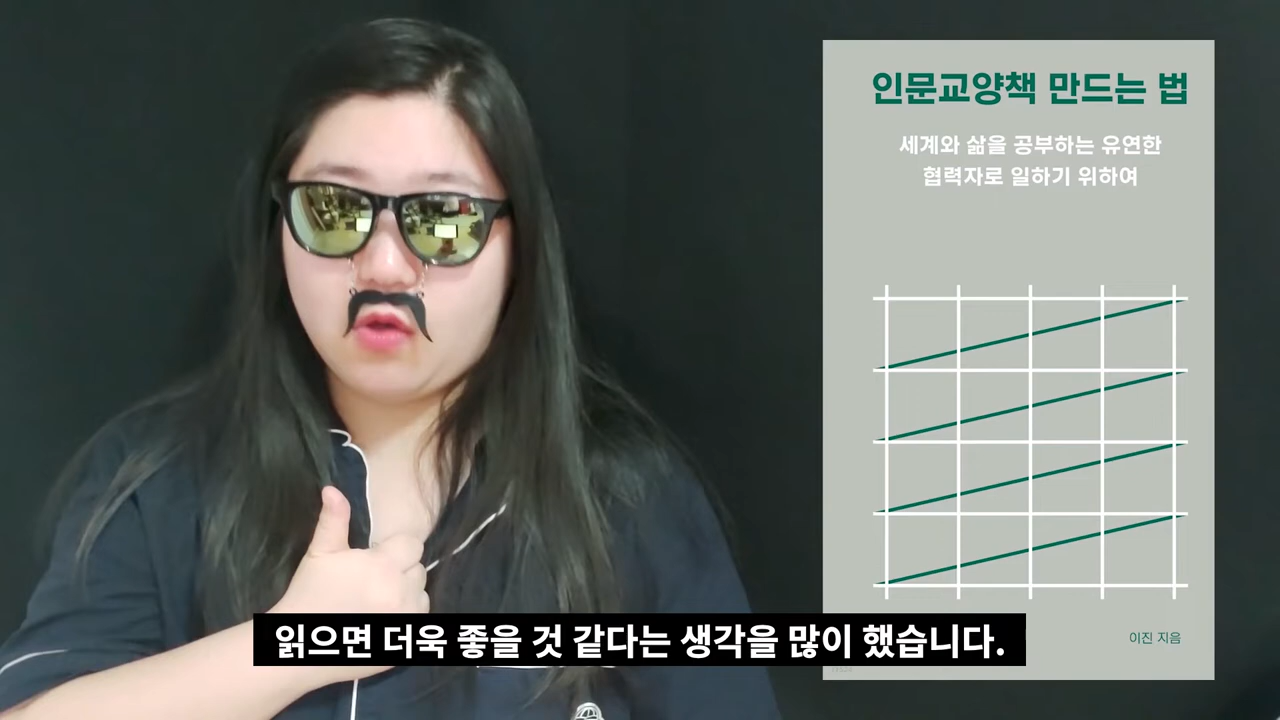 인문교양책 만드는 법
세계와 삶을 공부하는 유연한
협력자로 일하기 위하여
이진 지음
읽으면 더욱 좋을 것 같다는 생각을 많이 했습니다.